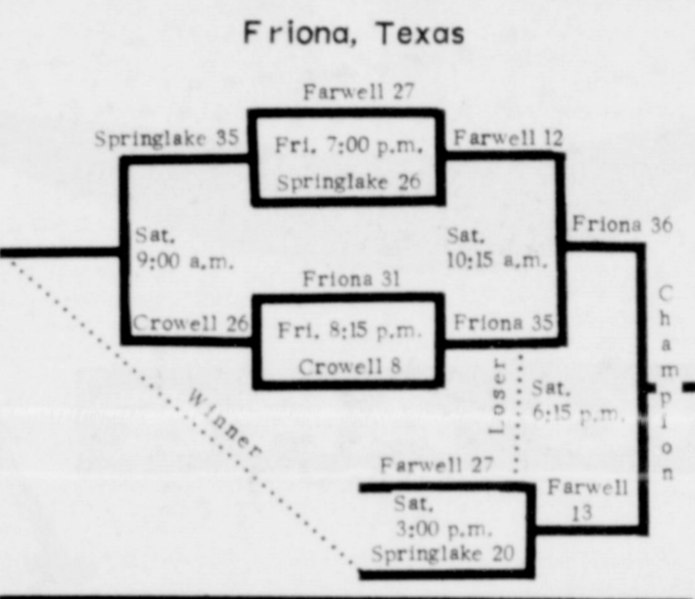 Friona, Texas
Farwell 27
Springlake 35
Fri. 7:00 p.m.
Farwell 12
Springlake 26
Friona 36
Sat.
9:00 a.m.
Sat.
10:15 a.m.
Friona 31
Crowell 26
Fri. 8:15 p.m.
Friona 35
Crowell 8
Champion
Loser
Sat.
6:15 p.m.
Winner
Farwell 27
Sat.
3:00 p.m.
Springlake 20
Farwell
13